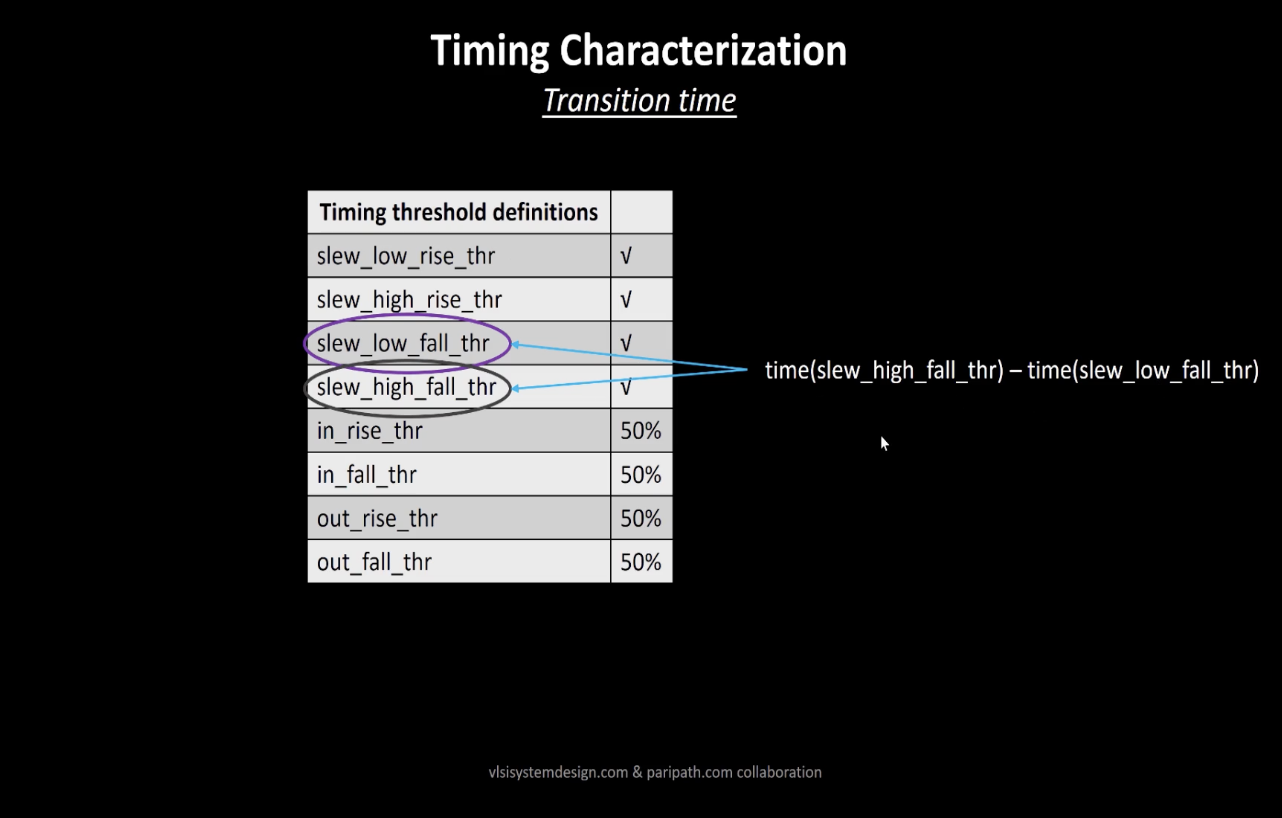 Timing Characterization
Transition time
Timing threshold definitions
slew_low_rise_thr √
slew_high_rise_thr √
slew_low_fall_thr √
slew_high_fall_thr √
time(slew_high_fall_thr) – time(slew_low_fall_thr)
in_rise_thr 50%
in_fall_thr 50%
out_rise_thr 50%
out_fall_thr 50%
vlsisystemdesign.com & paripath.com collaboration